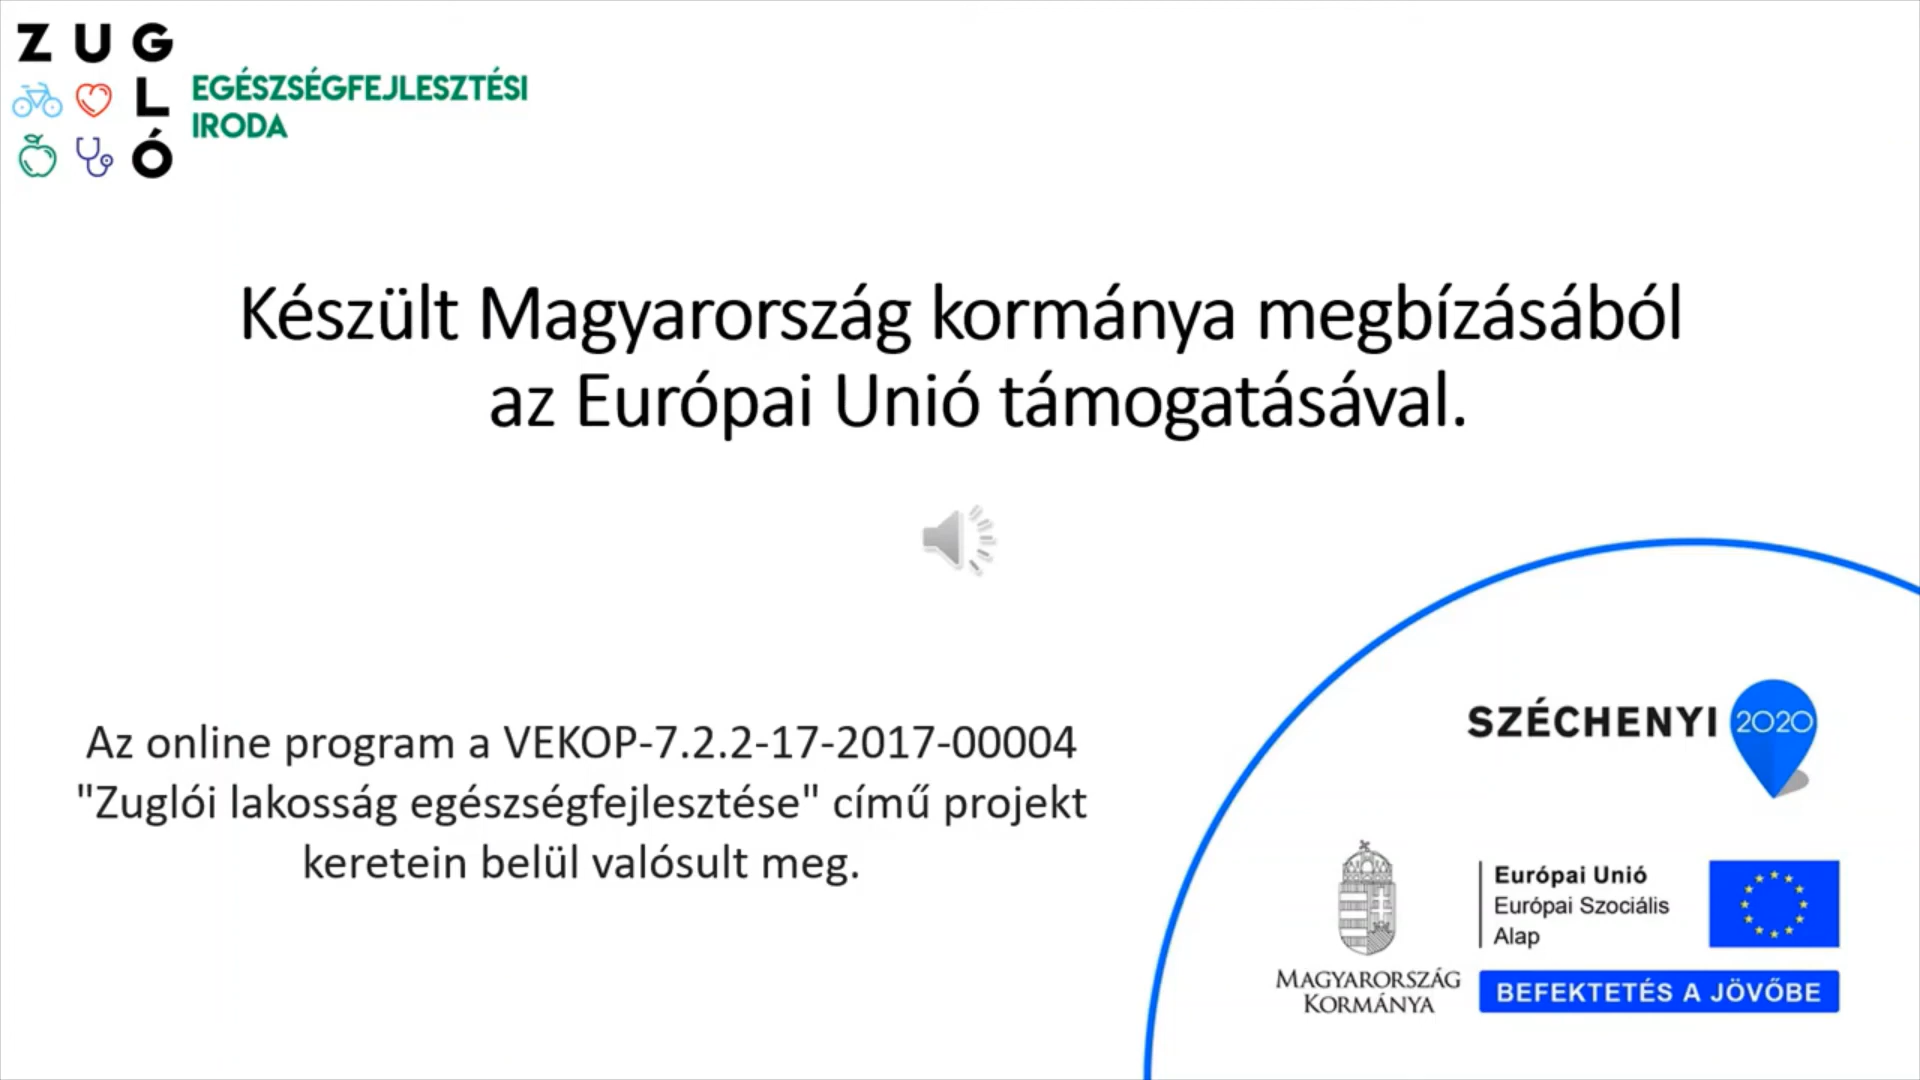 ZUG
LÓ
EGÉSZSÉGFEJLESZTÉSI
IRODA
Készült Magyarország kormánya megbízásából
az Európai Unió támogatásával.
Az online program a VEKOP-7.2.2-17-2017-00004
"Zuglói lakosság egészségfejlesztése" című projekt
keretein belül valósult meg.
SZÉCHENYI 2020
MAGYARORSZÁG
KORMÁNYA
Európai Unió
Európai Szociális
Alap
BEFEKTETÉS A JÖVŐBE